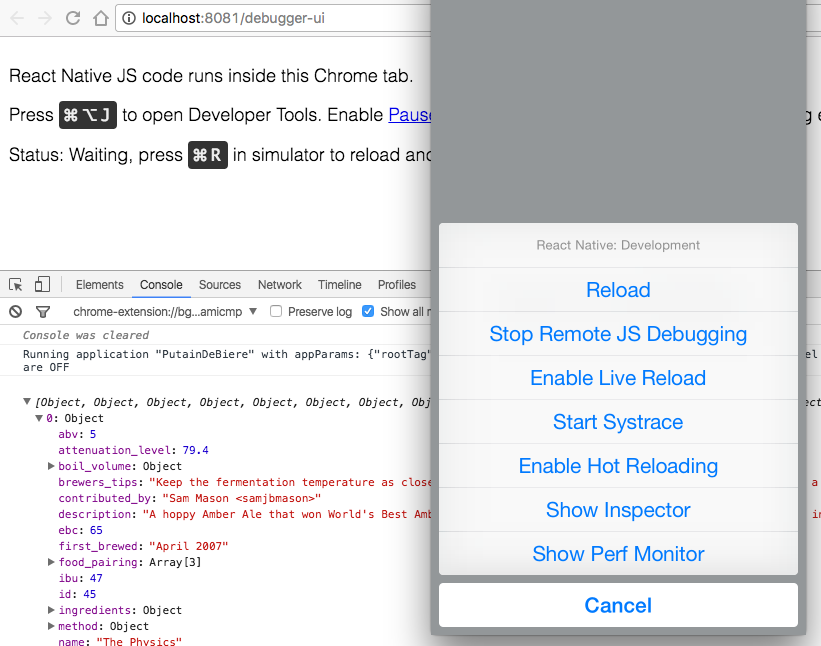 localhost:8081/debugger-ui
React Native JS code runs inside this Chrome tab.
Press ⌘⌥J to open Developer Tools. Enable Pause
Status: Waiting, press ⌘R in simulator to reload and
React Native: Development
Reload
Stop Remote JS Debugging
Enable Live Reload
Start Systrace
Enable Hot Reloading
Show Inspector
Show Perf Monitor
Cancel
Elements Console Sources Network Timeline Profiles
chrome-extension://bg...amicmp ▼ Preserve log Show all
Console was cleared
Running application "PutainDeBiere" with appParams: {"rootTag"
are OFF
▼[Object, Object, Object, Object, Object, Object, Object, Obj
▼0: Object
abv: 5
attenuation_level: 79.4
▶boil_volume: Object
brewers_tips: "Keep the fermentation temperature as close
contributed_by: "Sam Mason <samjbmason>"
description: "A hoppy Amber Ale that won World's Best Amb
ebc: 65
first_brewed: "April 2007"
▶food_pairing: Array[3]
ibu: 47
id: 45
▶ingredients: Object
▶method: Object
name: "The Physics"